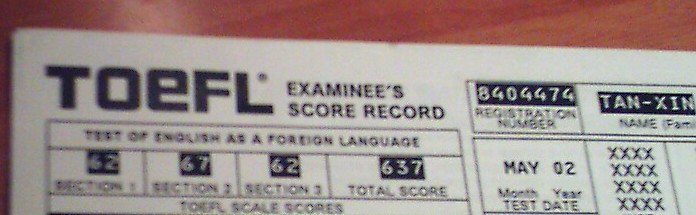 TOEFL® EXAMINEE'S
SCORE RECORD
8404474 TAN-XIN
REGISTRATION
NUMBER NAME (Fam
TEST OF ENGLISH AS A FOREIGN LANGUAGE
62 67 62 637
SECTION 1 SECTION 2 SECTION 3 TOTAL SCORE
TOEFL SCALE SCORES
MAY 02
Month Year
TEST DATE
XXXX
XXXX
XXXX
XXXX